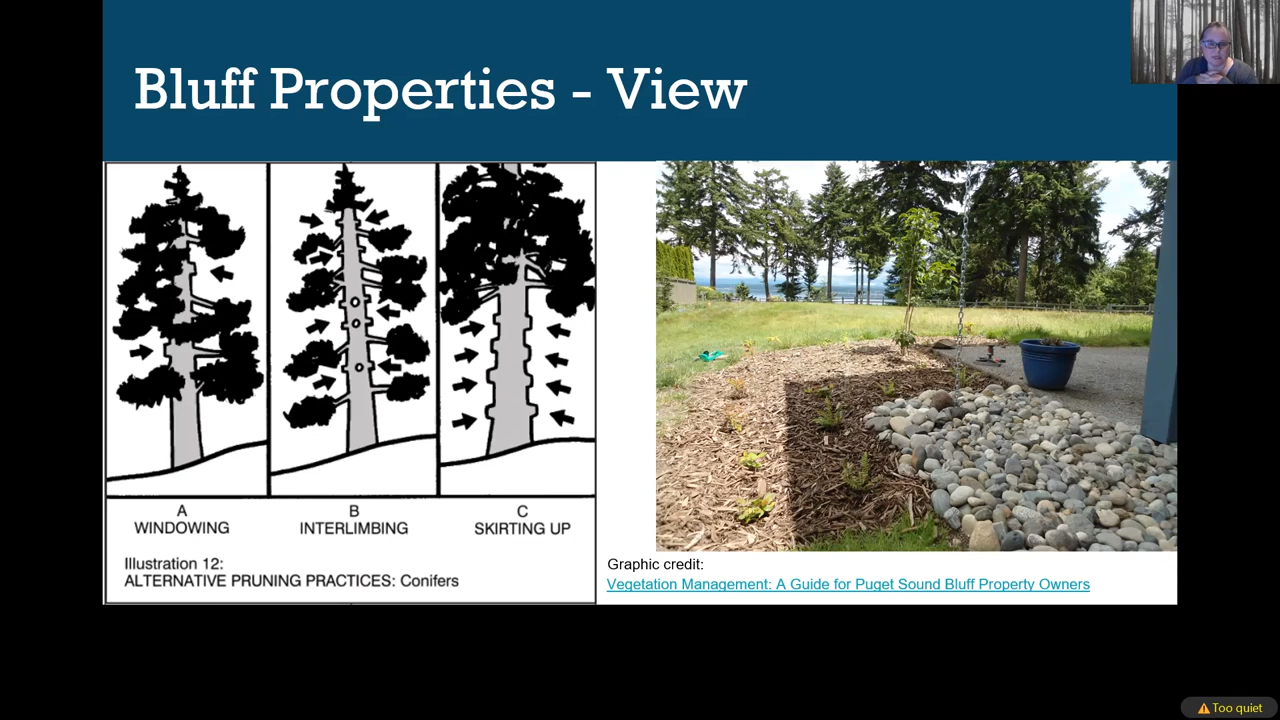 Bluff Properties - View
A
WINDOWING
B
INTERLIMBING
C
SKIRTING UP
Illustration 12:
ALTERNATIVE PRUNING PRACTICES: Conifers
Graphic credit:
Vegetation Management: A Guide for Puget Sound Bluff Property Owners
Too quiet